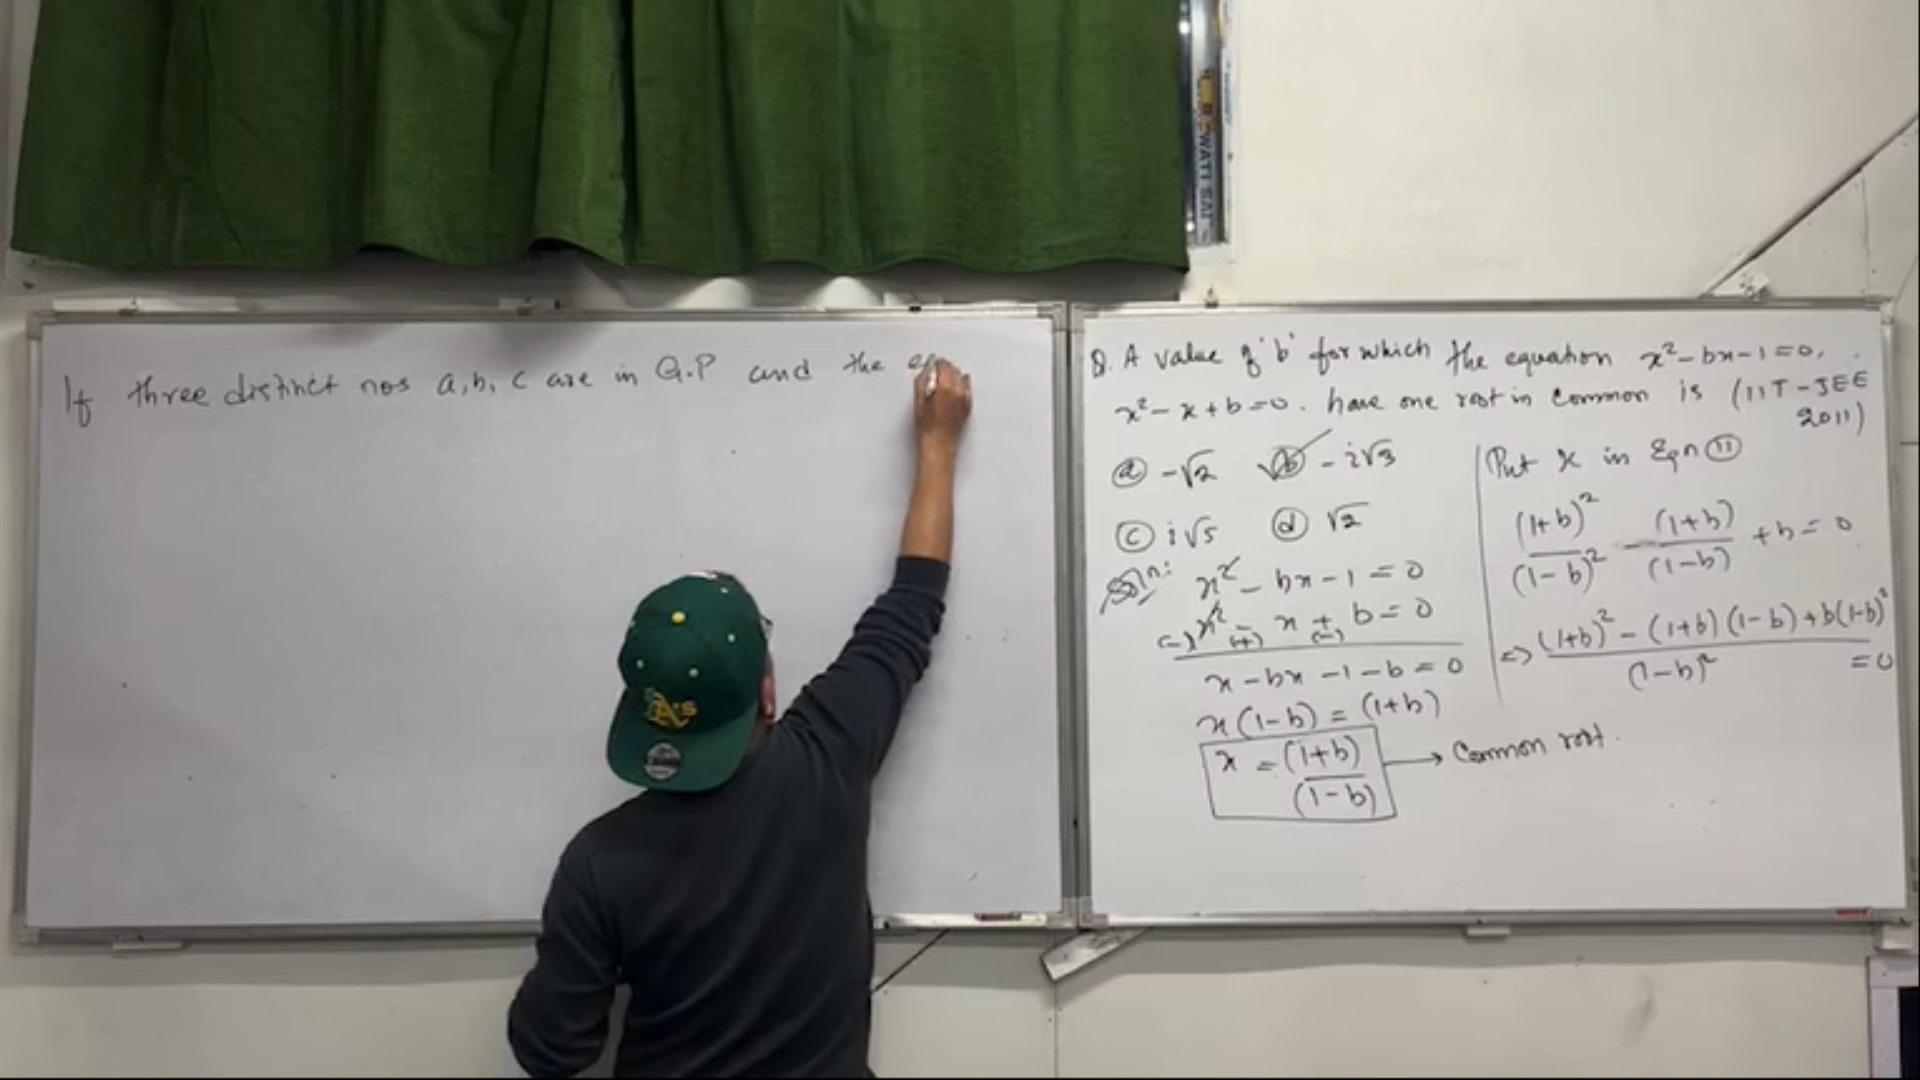 If three distinct nos a, b, c are in G.P and the
Q. A value of 'b' for which the equation x² - bx - 1 = 0,
x² - x + b = 0. have one root in common is (IIT-JEE
2011)
(a) -√2 (b) - i√3
(c) i√5 (d) √2
Soln: x² - bx - 1 = 0
(-)x² -(+) x +(-) b = 0
x - bx - 1 - b = 0
x(1-b) = (1+b)
x = (1+b)/(1-b) → Common root.
Put x in Eqn (II)
(1+b)²/(1-b)² - (1+b)/(1-b) + b = 0
=> ((1+b)² - (1+b)(1-b) + b(1-b)²)/(1-b)² = 0
A's